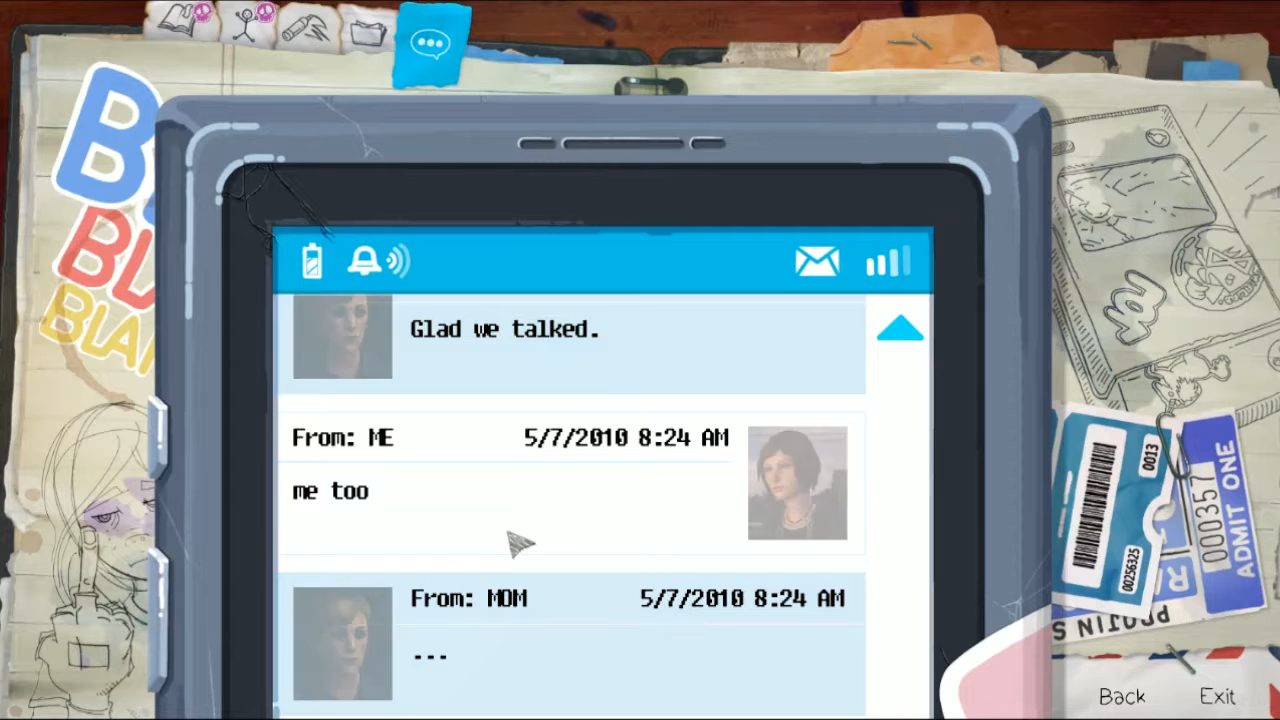 Glad we talked.
From: ME 5/7/2010 8:24 AM
me too
From: MOM 5/7/2010 8:24 AM
---
0013
00256325
000357
ADMIT ONE
Back Exit